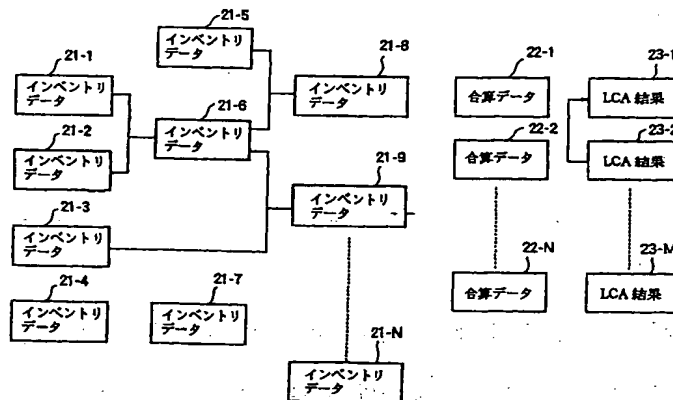 21-5
インベントリ
データ
21-1
インベントリ
データ
21-6
インベントリ
データ
21-8
インベントリ
データ
21-2
インベントリ
データ
21-9
インベントリ
データ
21-3
インベントリ
データ
21-4
インベントリ
データ
21-7
インベントリ
データ
21-N
インベントリ
データ
22-1
合算データ
22-2
合算データ
22-N
合算データ
23-1
LCA 結果
23-2
LCA 結果
23-M
LCA 結果